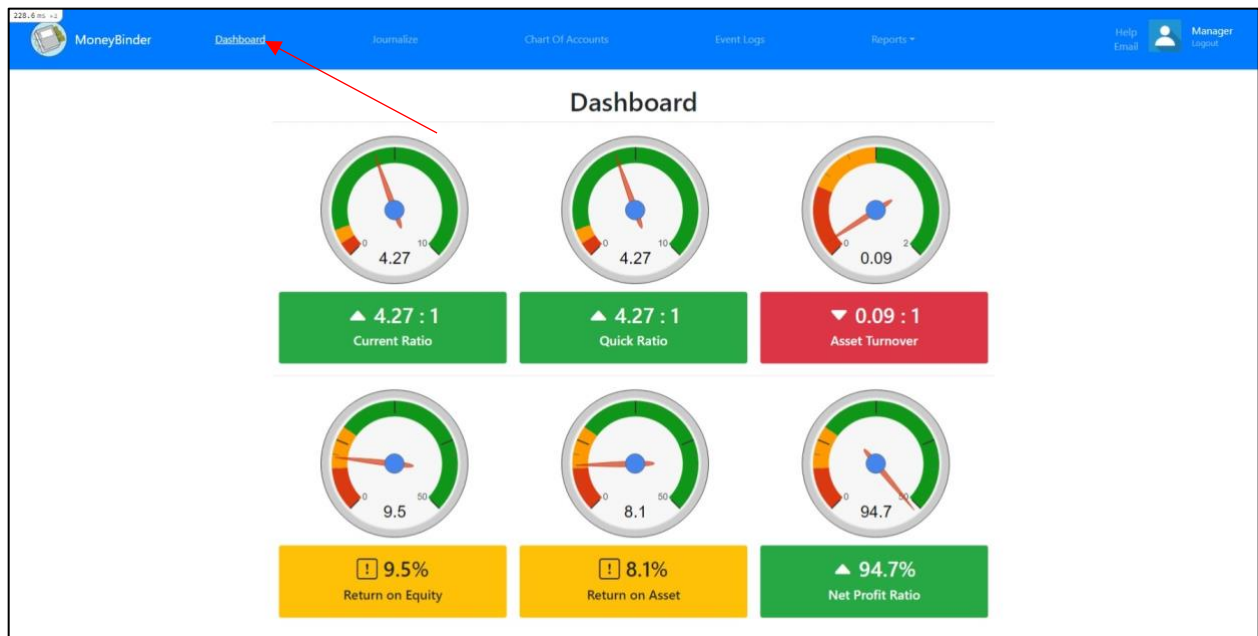 228.6 ms ×2
MoneyBinder
Dashboard
Journalize
Chart Of Accounts
Event Logs
Reports
Help
Email
Manager
Logout
Dashboard
0 10
4.27
0 10
4.27
0 2
0.09
4.27 : 1
Current Ratio
4.27 : 1
Quick Ratio
0.09 : 1
Asset Turnover
0 50
9.5
0 50
8.1
0 50
94.7
! 9.5%
Return on Equity
! 8.1%
Return on Asset
94.7%
Net Profit Ratio